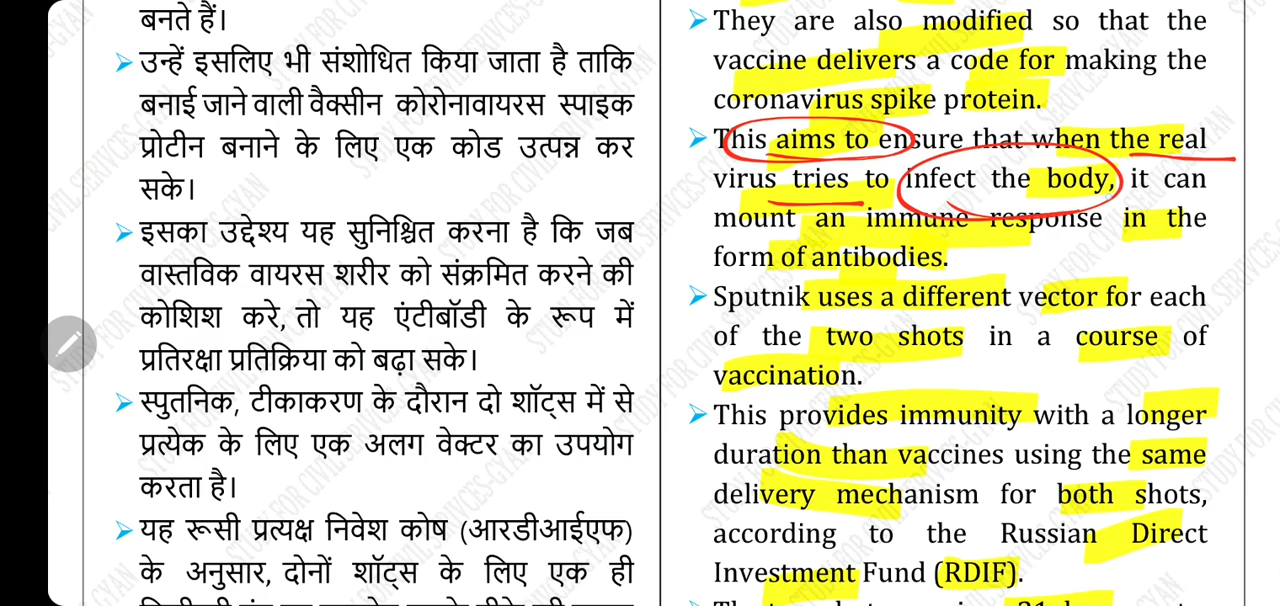 बनते हैं।
➤ उन्हें इसलिए भी संशोधित किया जाता है ताकि
बनाई जाने वाली वैक्सीन कोरोनावायरस स्पाइक
प्रोटीन बनाने के लिए एक कोड उत्पन्न कर
सके।
➤ इसका उद्देश्य यह सुनिश्चित करना है कि जब
वास्तविक वायरस शरीर को संक्रमित करने की
कोशिश करे, तो यह एंटीबॉडी के रूप में
प्रतिरक्षा प्रतिक्रिया को बढ़ा सके।
➤ स्पुतनिक, टीकाकरण के दौरान दो शॉट्स में से
प्रत्येक के लिए एक अलग वेक्टर का उपयोग
करता है।
➤ यह रूसी प्रत्यक्ष निवेश कोष (आरडीआईएफ)
के अनुसार, दोनों शॉट्स के लिए एक ही
➤ They are also modified so that the
vaccine delivers a code for making the
coronavirus spike protein.
➤ This aims to ensure that when the real
virus tries to infect the body, it can
mount an immune response in the
form of antibodies.
➤ Sputnik uses a different vector for each
of the two shots in a course of
vaccination.
➤ This provides immunity with a longer
duration than vaccines using the same
delivery mechanism for both shots,
according to the Russian Direct
Investment Fund (RDIF).